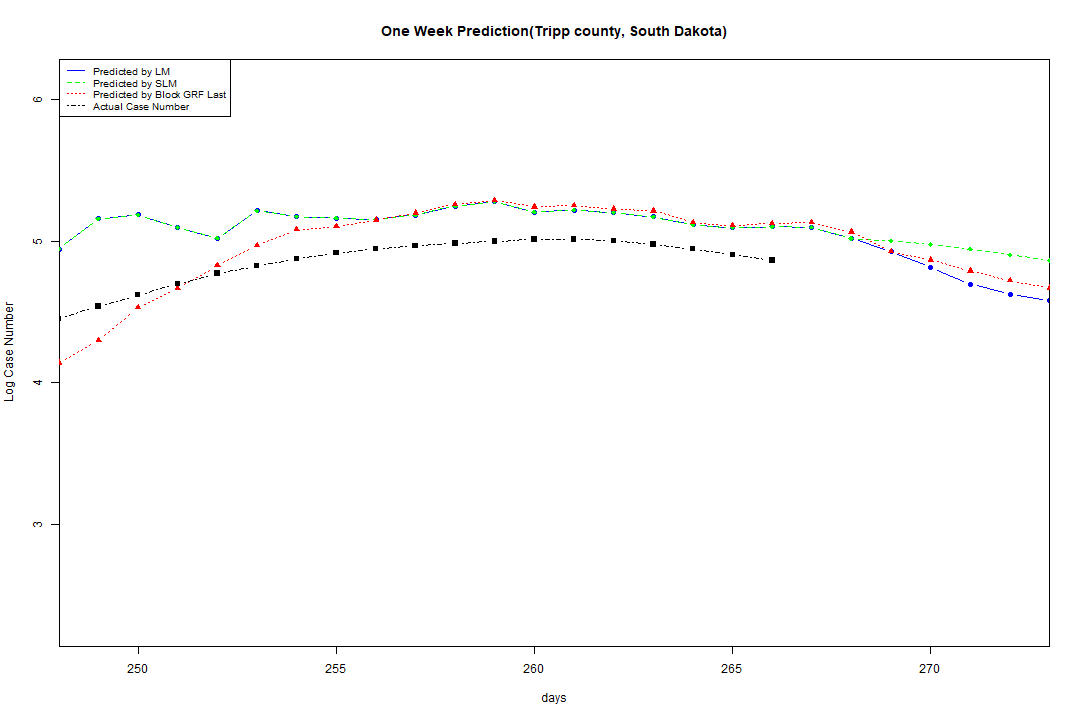 One Week Prediction(Tripp county, South Dakota)
Predicted by LM
Predicted by SLM
Predicted by Block GRF Last
Actual Case Number
6
5
4
3
Log Case Number
250 255 260 265 270
days